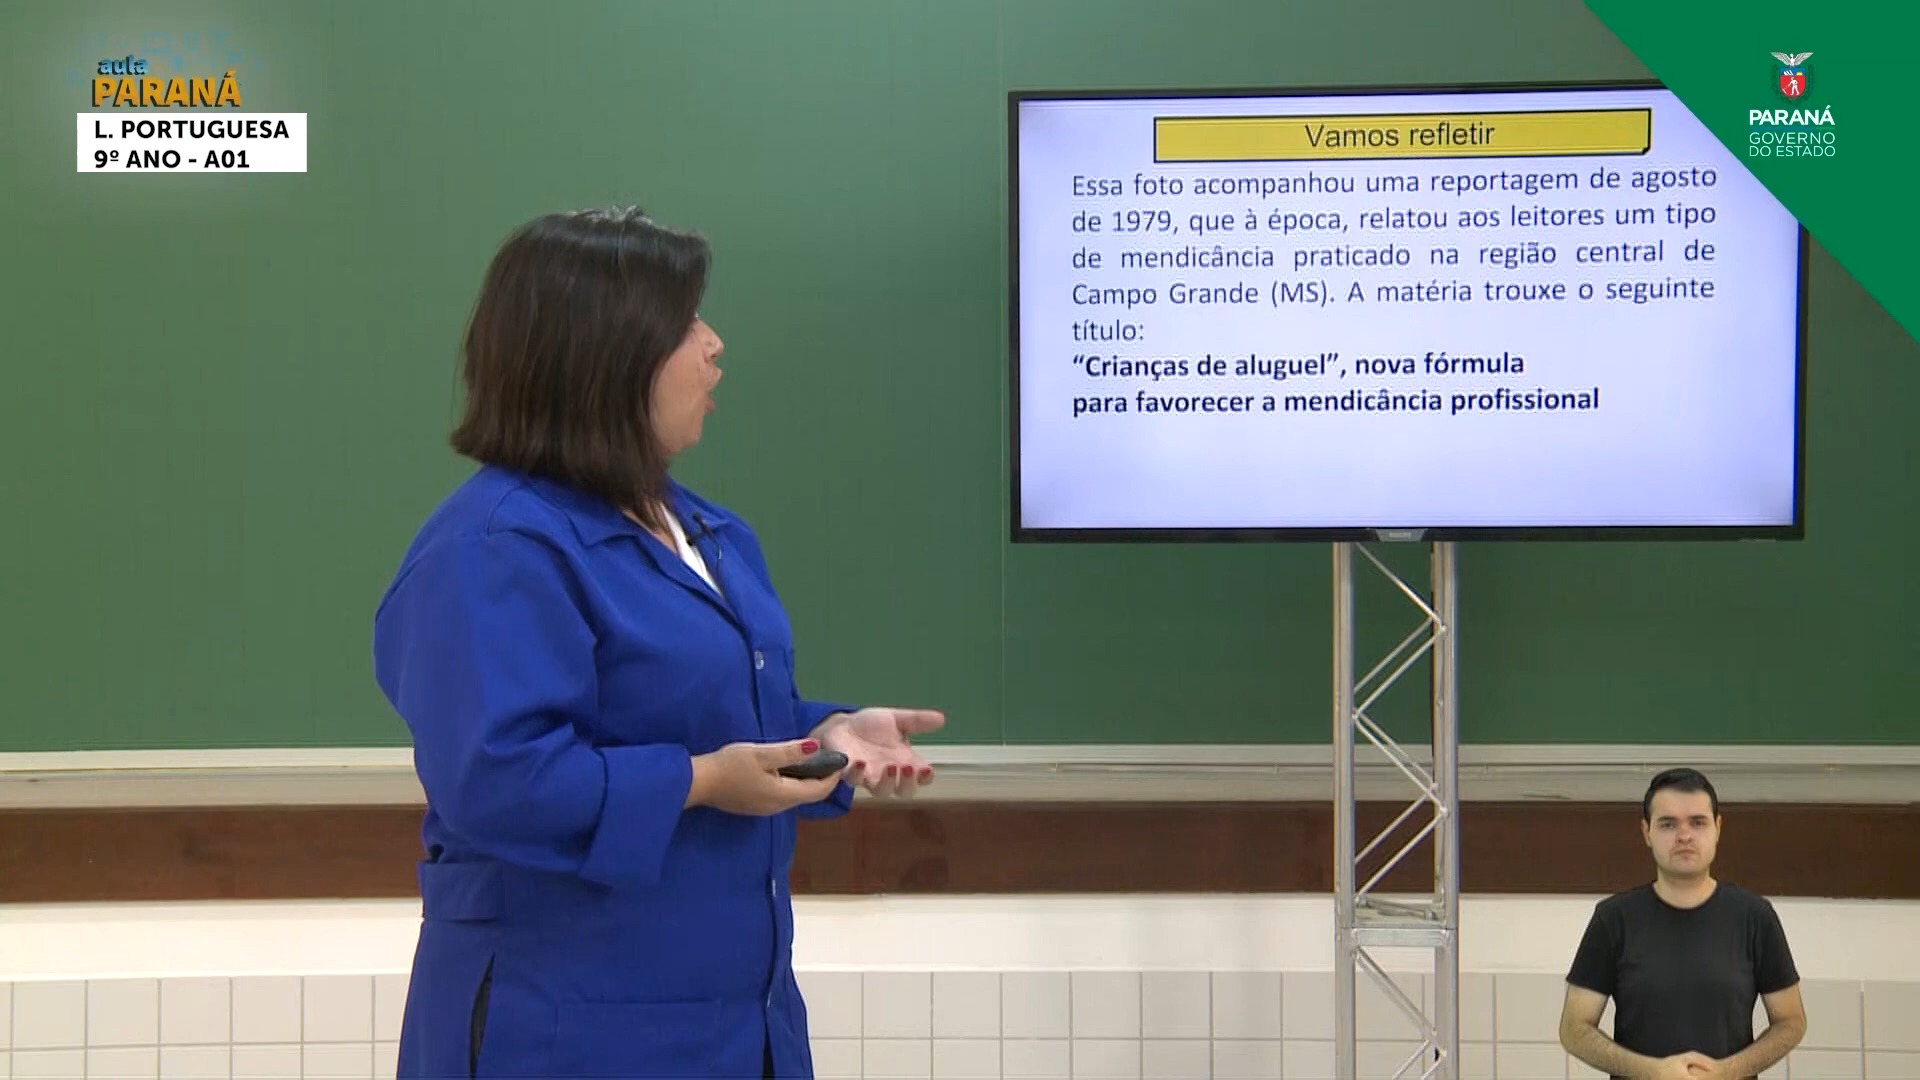 aula
PARANÁ
L. PORTUGUESA
9º ANO - A01
PARANÁ
GOVERNO
DO ESTADO
Vamos refletir
Essa foto acompanhou uma reportagem de agosto
de 1979, que à época, relatou aos leitores um tipo
de mendicância praticado na região central de
Campo Grande (MS). A matéria trouxe o seguinte
título:
“Crianças de aluguel”, nova fórmula
para favorecer a mendicância profissional